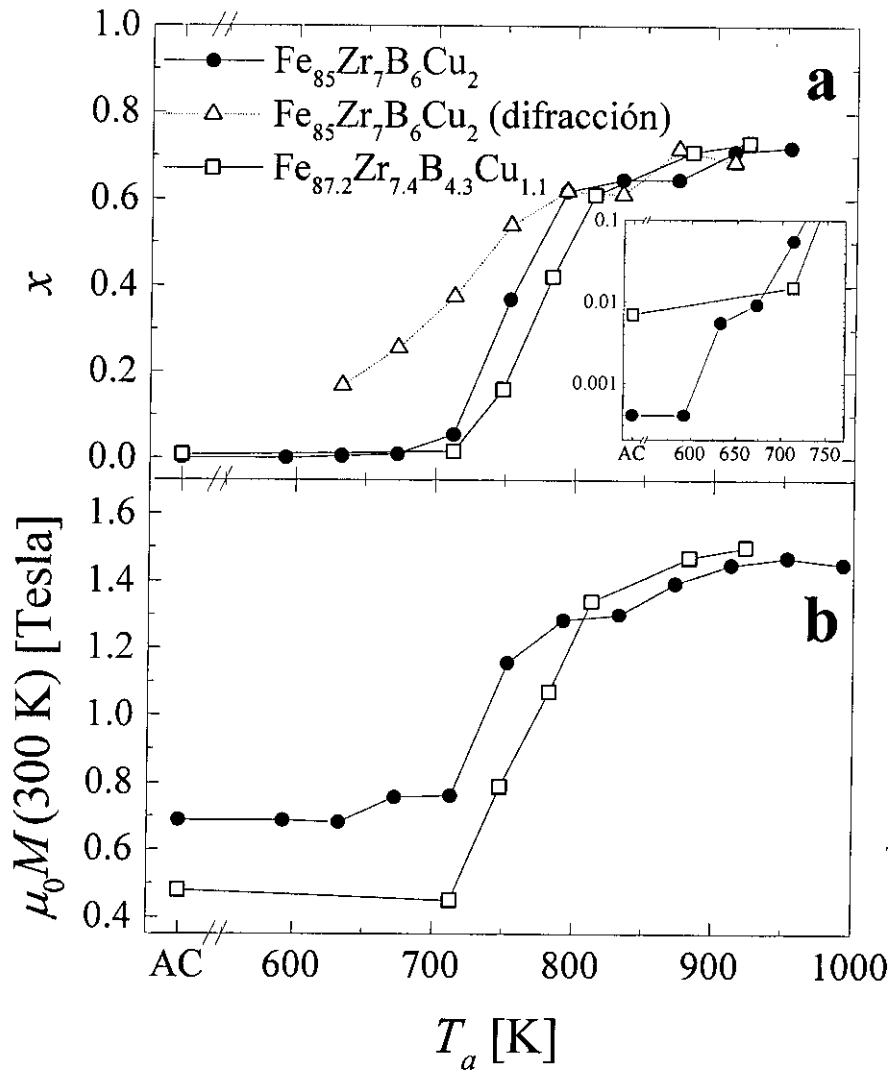 1.0
0.8
0.6
0.4
0.2
0.0
x
Fe₈₅Zr₇B₆Cu₂
Fe₈₅Zr₇B₆Cu₂ (difracción)
Fe₈₇.₂Zr₇.₄B₄.₃Cu₁.₁
a
0.1
0.01
0.001
AC 600 650 700 750
1.6
1.4
1.2
1.0
0.8
0.6
0.4
μ₀M (300 K) [Tesla]
b
AC 600 700 800 900 1000
Tₐ [K]